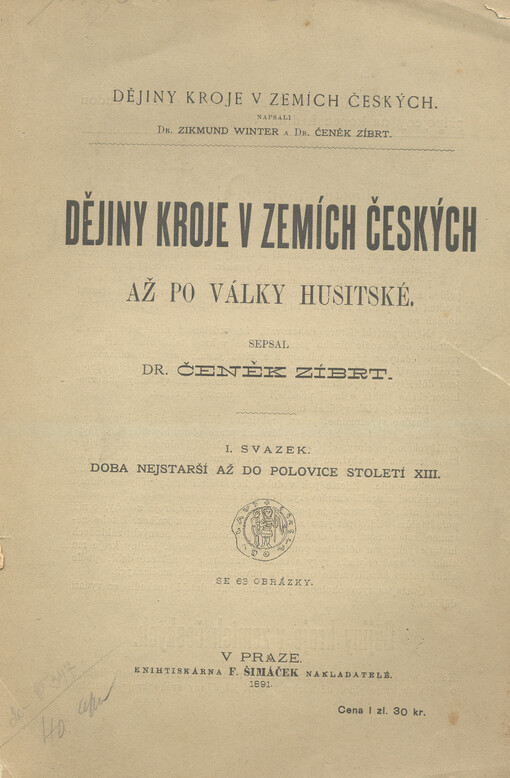 DĚJINY KROJE V ZEMÍCH ČESKÝCH.
NAPSALI
DR. ZIKMUND WINTER A DR. ČENĚK ZÍBRT.
DĚJINY KROJE V ZEMÍCH ČESKÝCH
AŽ PO VÁLKY HUSITSKÉ.
SEPSAL
DR. ČENĚK ZÍBRT.
I. SVAZEK.
DOBA NEJSTARŠÍ AŽ DO POLOVICE STOLETÍ XIII.
SE 63 OBRÁZKY.
V PRAZE.
KNIHTISKÁRNA F. ŠIMÁČEK NAKLADATELÉ.
1891.
Cena 1 zl. 30 kr.